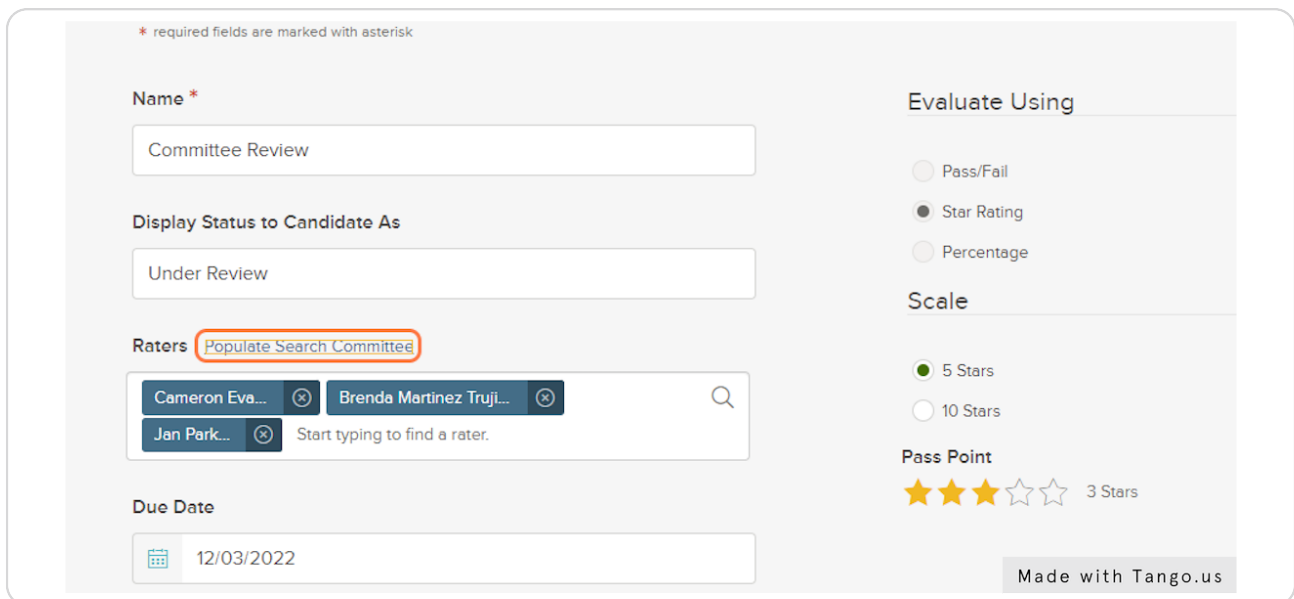 * required fields are marked with asterisk
Name *
Committee Review
Display Status to Candidate As
Under Review
Raters Populate Search Committee
Cameron Eva...
Brenda Martinez Truji...
Jan Park...
Start typing to find a rater.
Due Date
12/03/2022
Evaluate Using
Pass/Fail
Star Rating
Percentage
Scale
5 Stars
10 Stars
Pass Point
3 Stars
Made with Tango.us